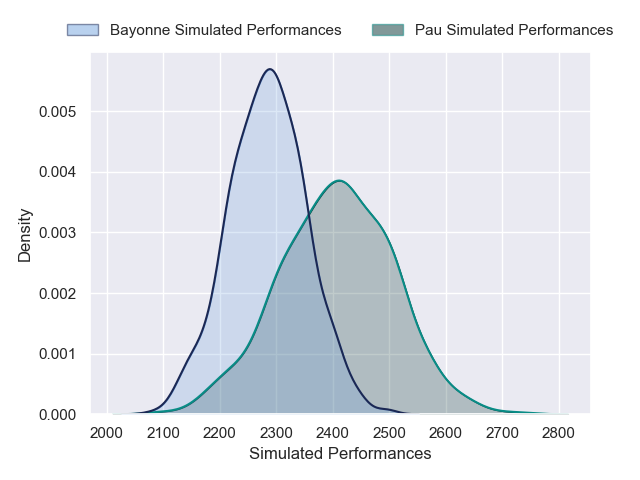 Bayonne Simulated Performances
Pau Simulated Performances
Density
0.005
0.004
0.003
0.002
0.001
0.000
2000 2100 2200 2300 2400 2500 2600 2700 2800
Simulated Performances